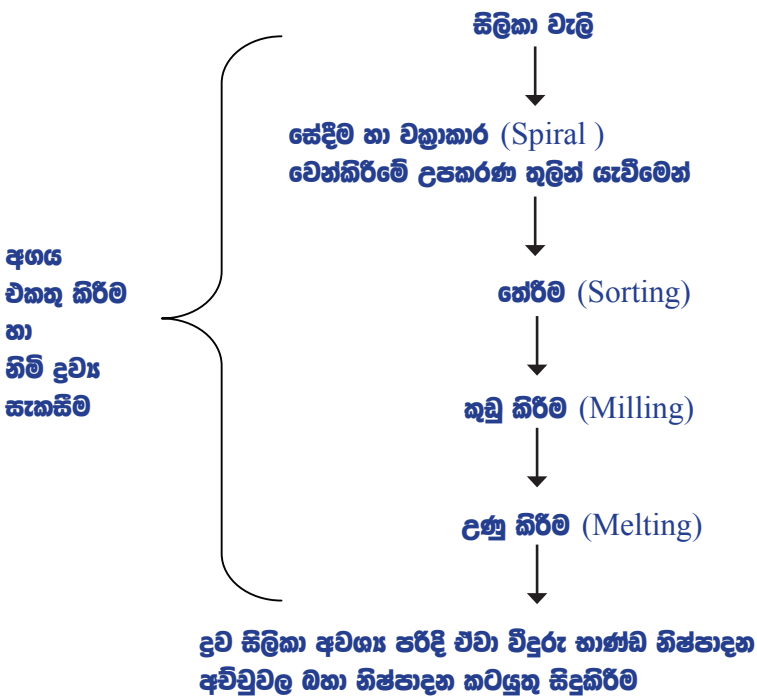 සිලිකා වැලි
සේදීම හා වක්‍රාකාර (Spiral )
වෙන්කිරීමේ උපකරණ තුලින් යැවීමෙන්
තේරීම (Sorting)
කුඩු කිරීම (Milling)
උණු කිරීම (Melting)
අගය
එකතු කිරීම
හා
නිමි ද්‍රව්‍ය
සැකසීම
ද්‍රව සිලිකා අවශ්‍ය පරිදි ඒවා වීදුරු භාණ්ඩ නිෂ්පාදන
අච්චුවල බහා නිෂ්පාදන කටයුතු සිදුකිරීම